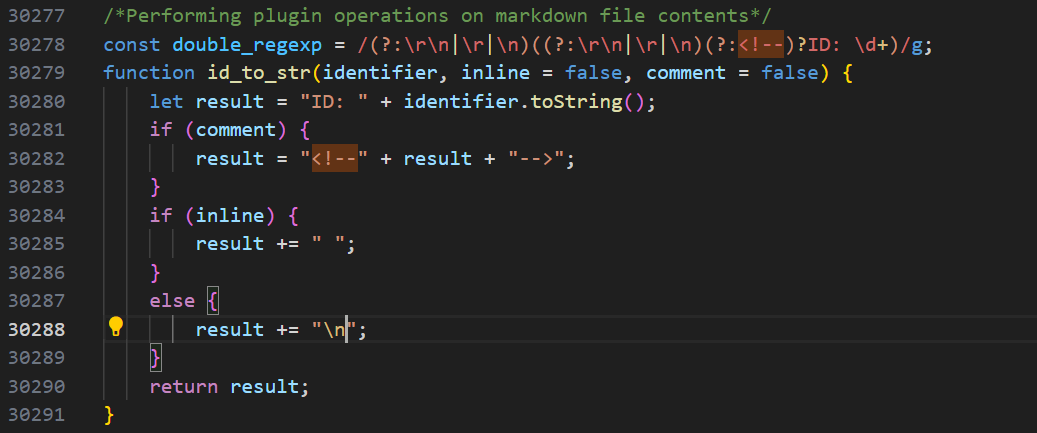 30277 /*Performing plugin operations on markdown file contents*/
30278 const double_regexp = /(?:\r\n|\r|\n)((?:\r\n|\r|\n)(?:<!--)?ID: \d+)/g;
30279 function id_to_str(identifier, inline = false, comment = false) {
30280     let result = "ID: " + identifier.toString();
30281     if (comment) {
30282         result = "<!--" + result + "-->";
30283     }
30284     if (inline) {
30285         result += " ";
30286     }
30287     else {
30288         result += "\n";
30289     }
30290     return result;
30291 }